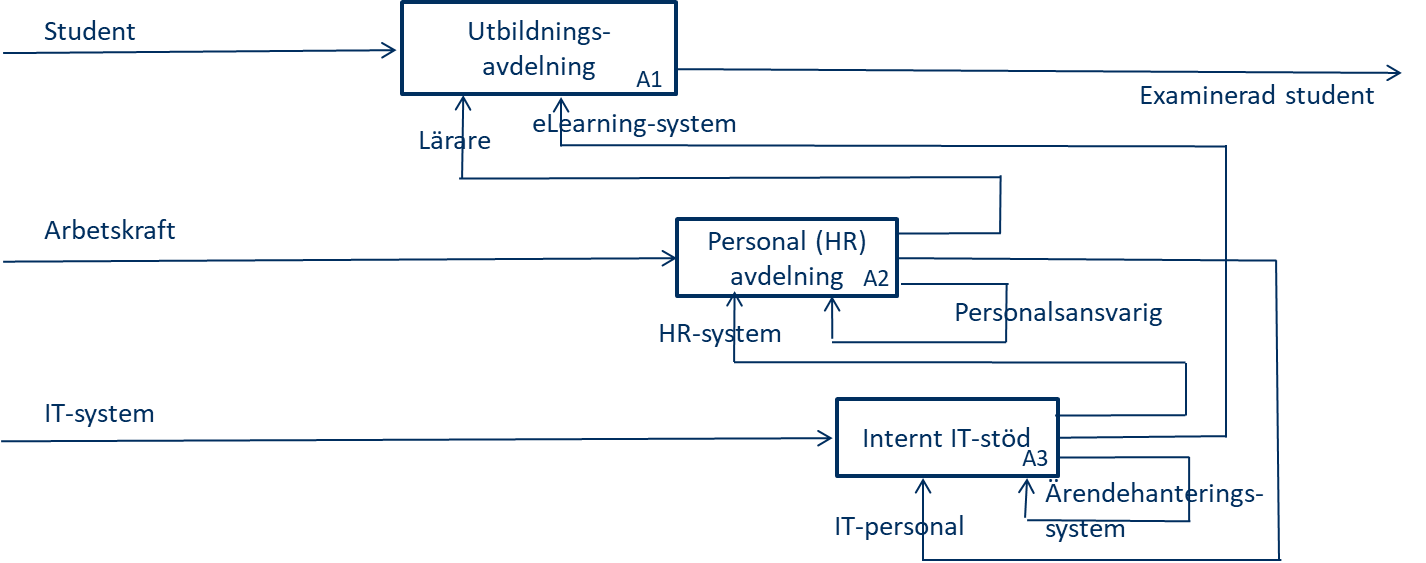 Student
Utbildnings-
avdelning
A1
Examinerad student
eLearning-system
Lärare
Arbetskraft
Personal (HR)
avdelning
A2
Personalsansvarig
HR-system
IT-system
Internt IT-stöd
A3
Ärendehanterings-
system
IT-personal